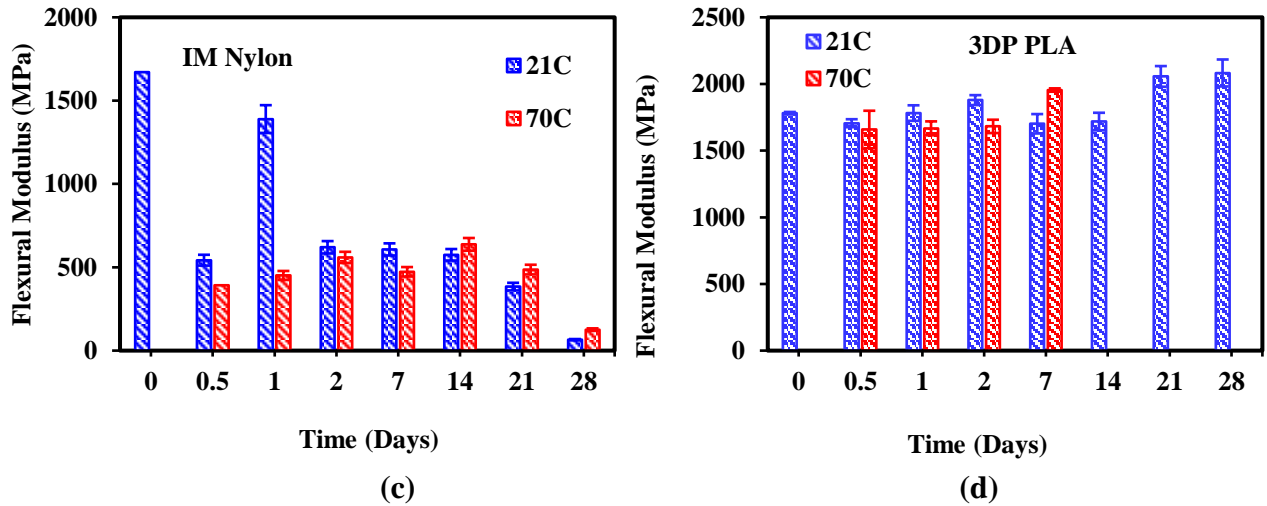 Flexural Modulus (MPa)
2000
1500
1000
500
0
IM Nylon
21C
70C
0 0.5 1 2 7 14 21 28
Time (Days)
(c)
Flexural Modulus (MPa)
2500
2000
1500
1000
500
0
21C
70C
3DP PLA
0 0.5 1 2 7 14 21 28
Time (Days)
(d)